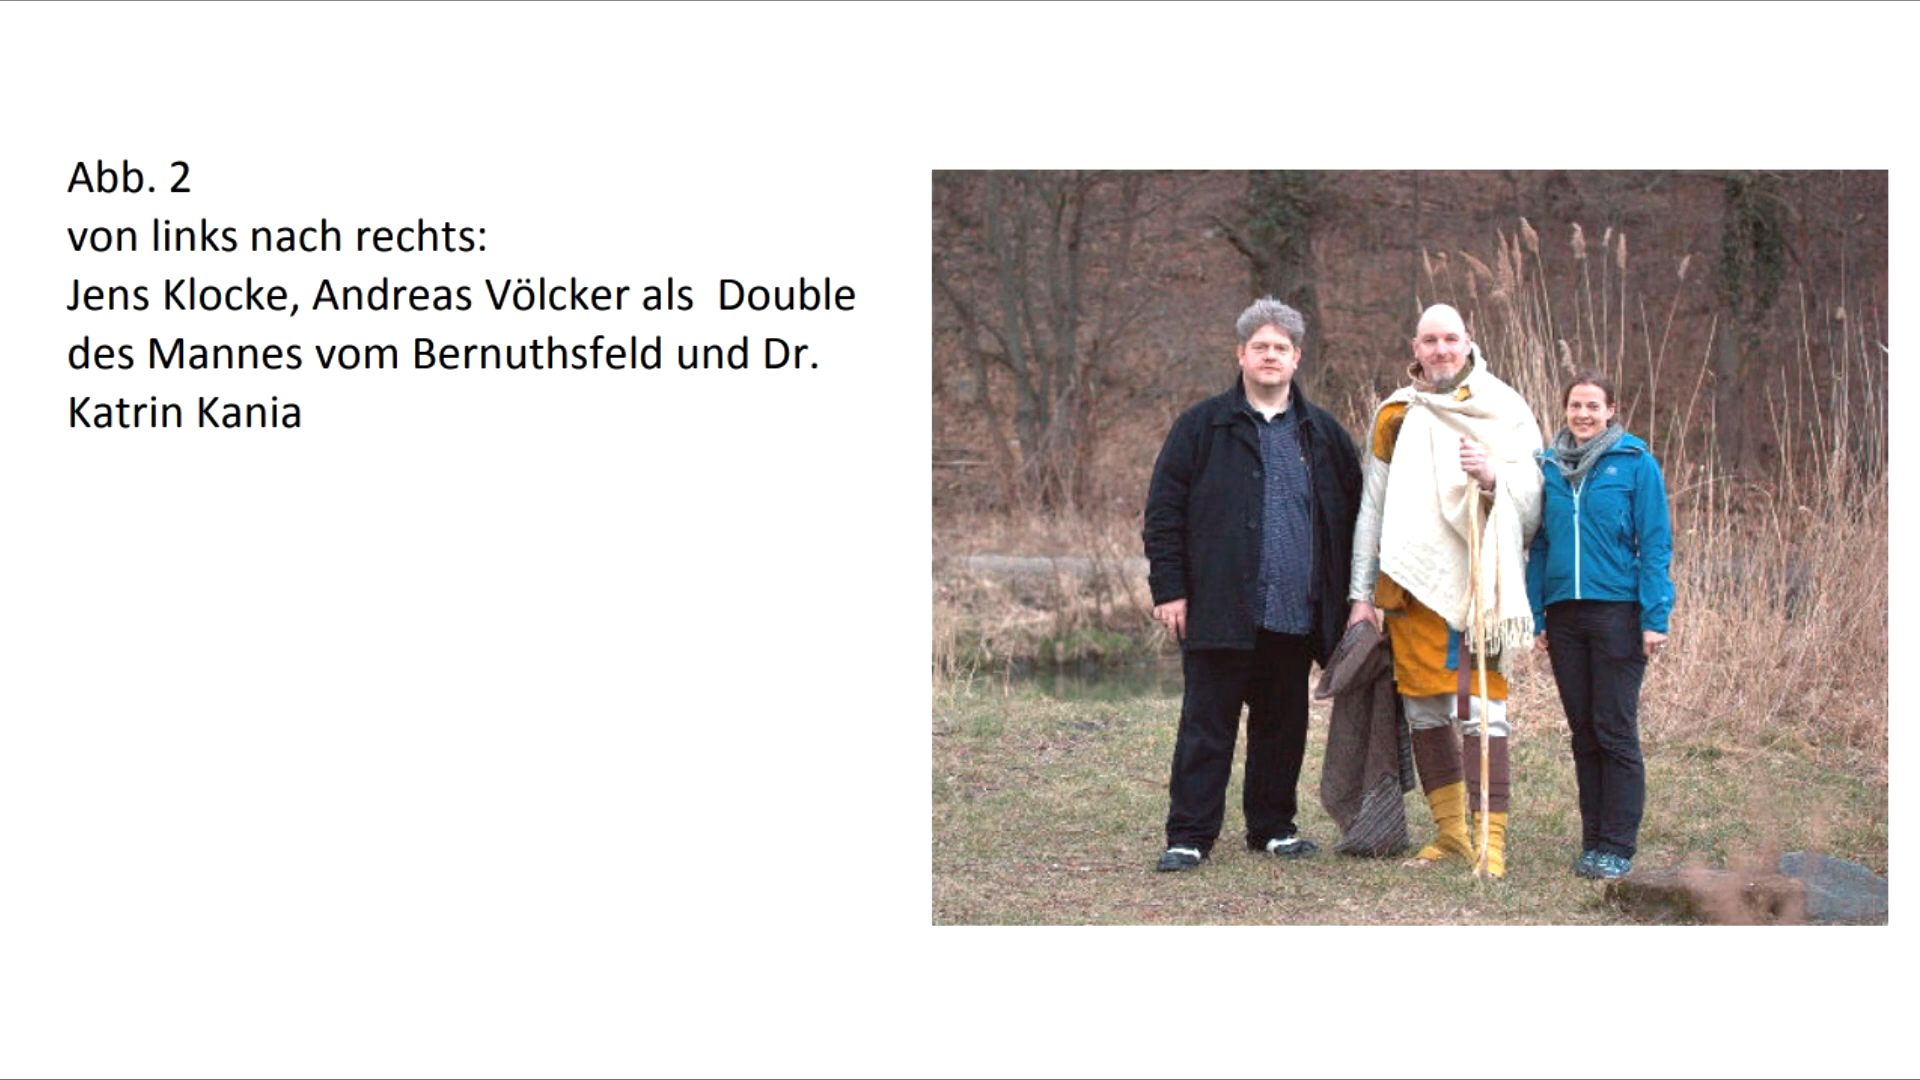 Abb. 2
von links nach rechts:
Jens Klocke, Andreas Völcker als  Double
des Mannes vom Bernuthsfeld und Dr.
Katrin Kania